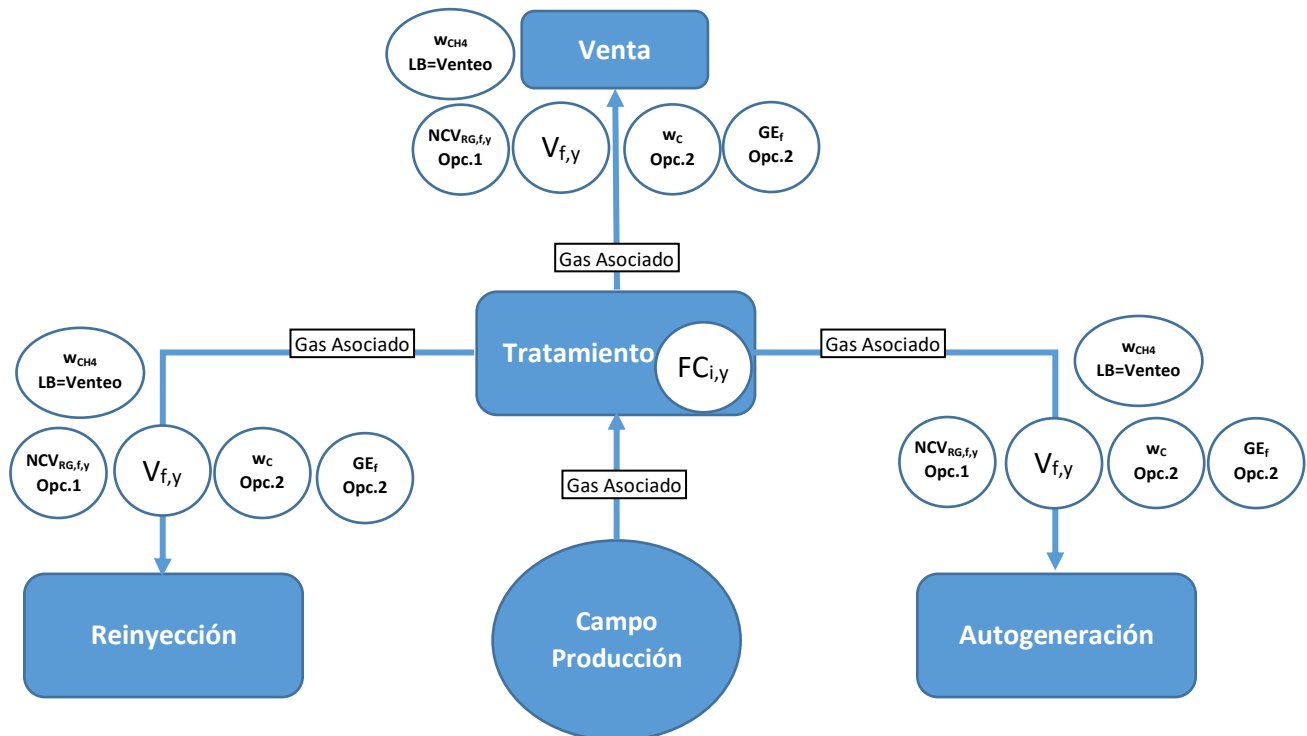 wCH4
LB=Venteo
Venta
NCVRG,f,y
Opc.1
Vf,y
wC
Opc.2
GEf
Opc.2
Gas Asociado
Tratamiento
FCi,y
Gas Asociado
Gas Asociado
wCH4
LB=Venteo
NCVRG,f,y
Opc.1
Vf,y
wC
Opc.2
GEf
Opc.2
wCH4
LB=Venteo
NCVRG,f,y
Opc.1
Vf,y
wC
Opc.2
GEf
Opc.2
Gas Asociado
Reinyección
Campo
Producción
Autogeneración